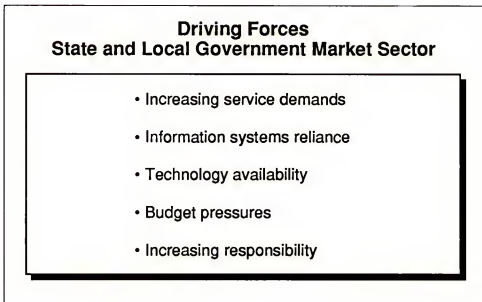 Driving Forces
State and Local Government Market Sector
• Increasing service demands
• Information systems reliance
• Technology availability
• Budget pressures
• Increasing responsibility